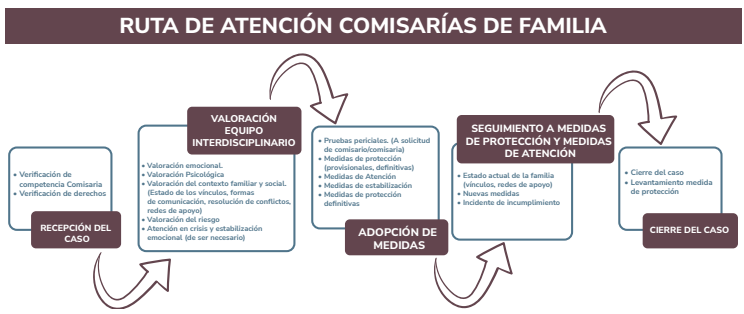 RUTA DE ATENCIÓN COMISARÍAS DE FAMILIA
• Verificación de
competencia Comisaria
• Verificación de derechos
RECEPCIÓN DEL
CASO
VALORACIÓN
EQUIPO
INTERDISCIPLINARIO
• Valoración emocional.
• Valoración Psicológica
• Valoración del contexto familiar y social.
(Estado de los vínculos, formas
de comunicación, resolución de conflictos,
redes de apoyo)
• Valoración del riesgo
• Atención en crisis y estabilización
emocional (de ser necesario)
• Pruebas periciales. (A solicitud
de comisario/comisaria)
• Medidas de protección
(provisionales, definitivas)
• Medidas de Atención
• Medidas de estabilización
• Medidas de protección
definitivas
ADOPCIÓN DE
MEDIDAS
SEGUIMIENTO A MEDIDAS
DE PROTECCIÓN Y MEDIDAS
DE ATENCIÓN
• Estado actual de la familia
(vínculos, redes de apoyo)
• Nuevas medidas
• Incidente de incumplimiento
• Cierre del caso
• Levantamiento medida
de protección
CIERRE DEL CASO